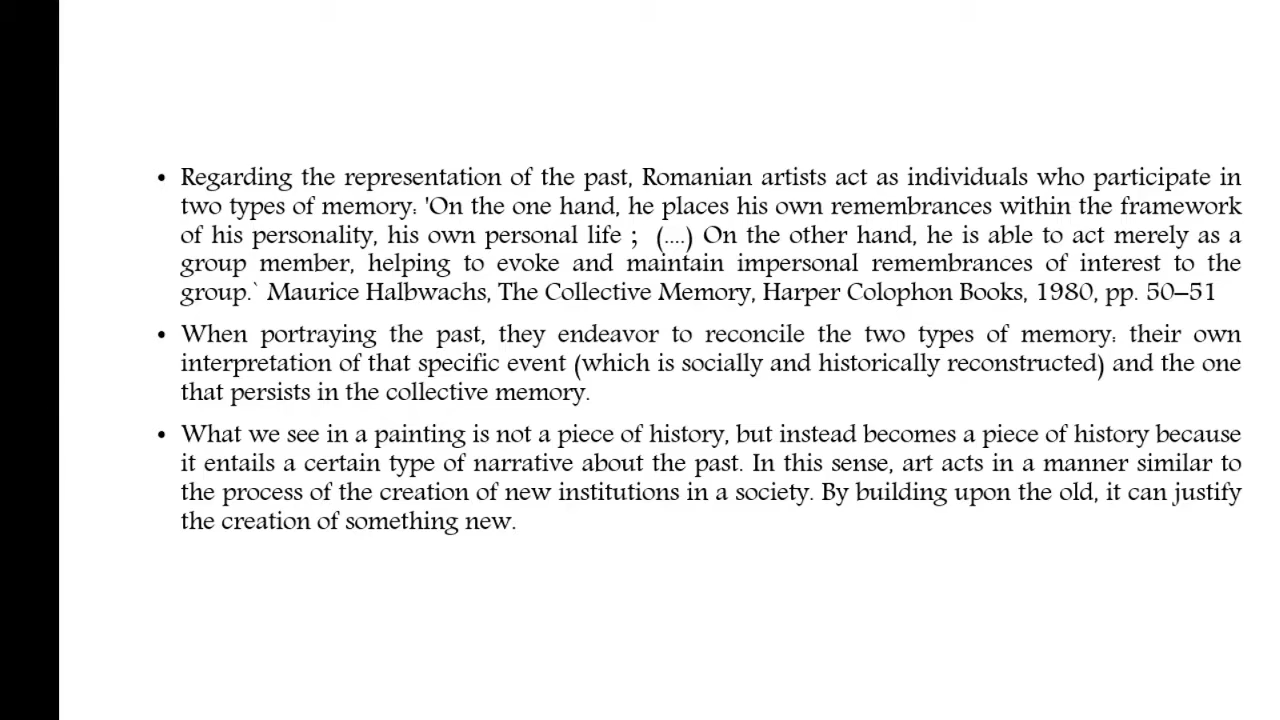 • Regarding the representation of the past, Romanian artists act as individuals who participate in
two types of memory: 'On the one hand, he places his own remembrances within the framework
of his personality, his own personal life ; (....) On the other hand, he is able to act merely as a
group member, helping to evoke and maintain impersonal remembrances of interest to the
group.` Maurice Halbwachs, The Collective Memory, Harper Colophon Books, 1980, pp. 50–51
• When portraying the past, they endeavor to reconcile the two types of memory: their own
interpretation of that specific event (which is socially and historically reconstructed) and the one
that persists in the collective memory.
• What we see in a painting is not a piece of history, but instead becomes a piece of history because
it entails a certain type of narrative about the past. In this sense, art acts in a manner similar to
the process of the creation of new institutions in a society. By building upon the old, it can justify
the creation of something new.